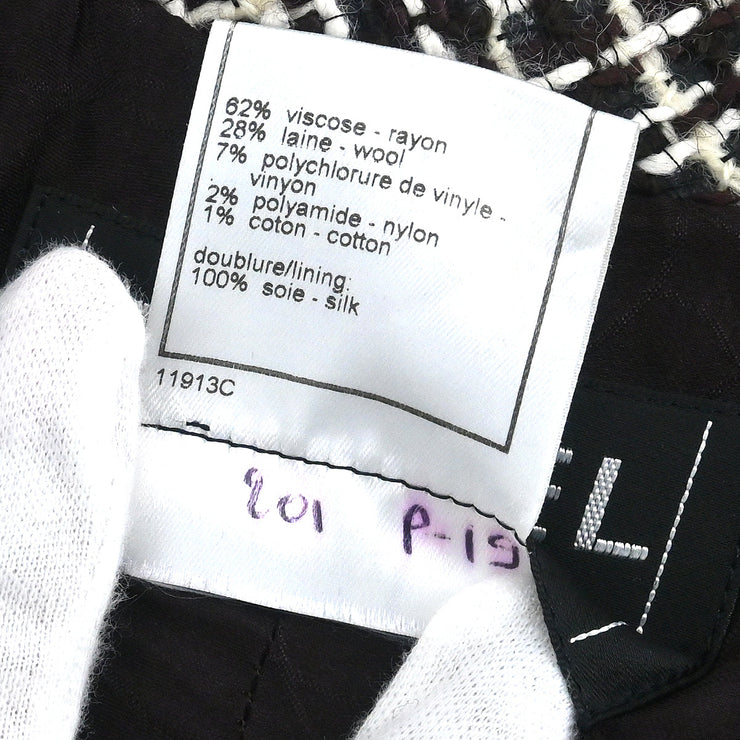 62% viscose - rayon
28% laine - wool
7% polychlorure de vinyle -
vinyon
2% polyamide - nylon
1% coton - cotton
doublure/lining:
100% soie - silk
11913C
201 P-19
EL